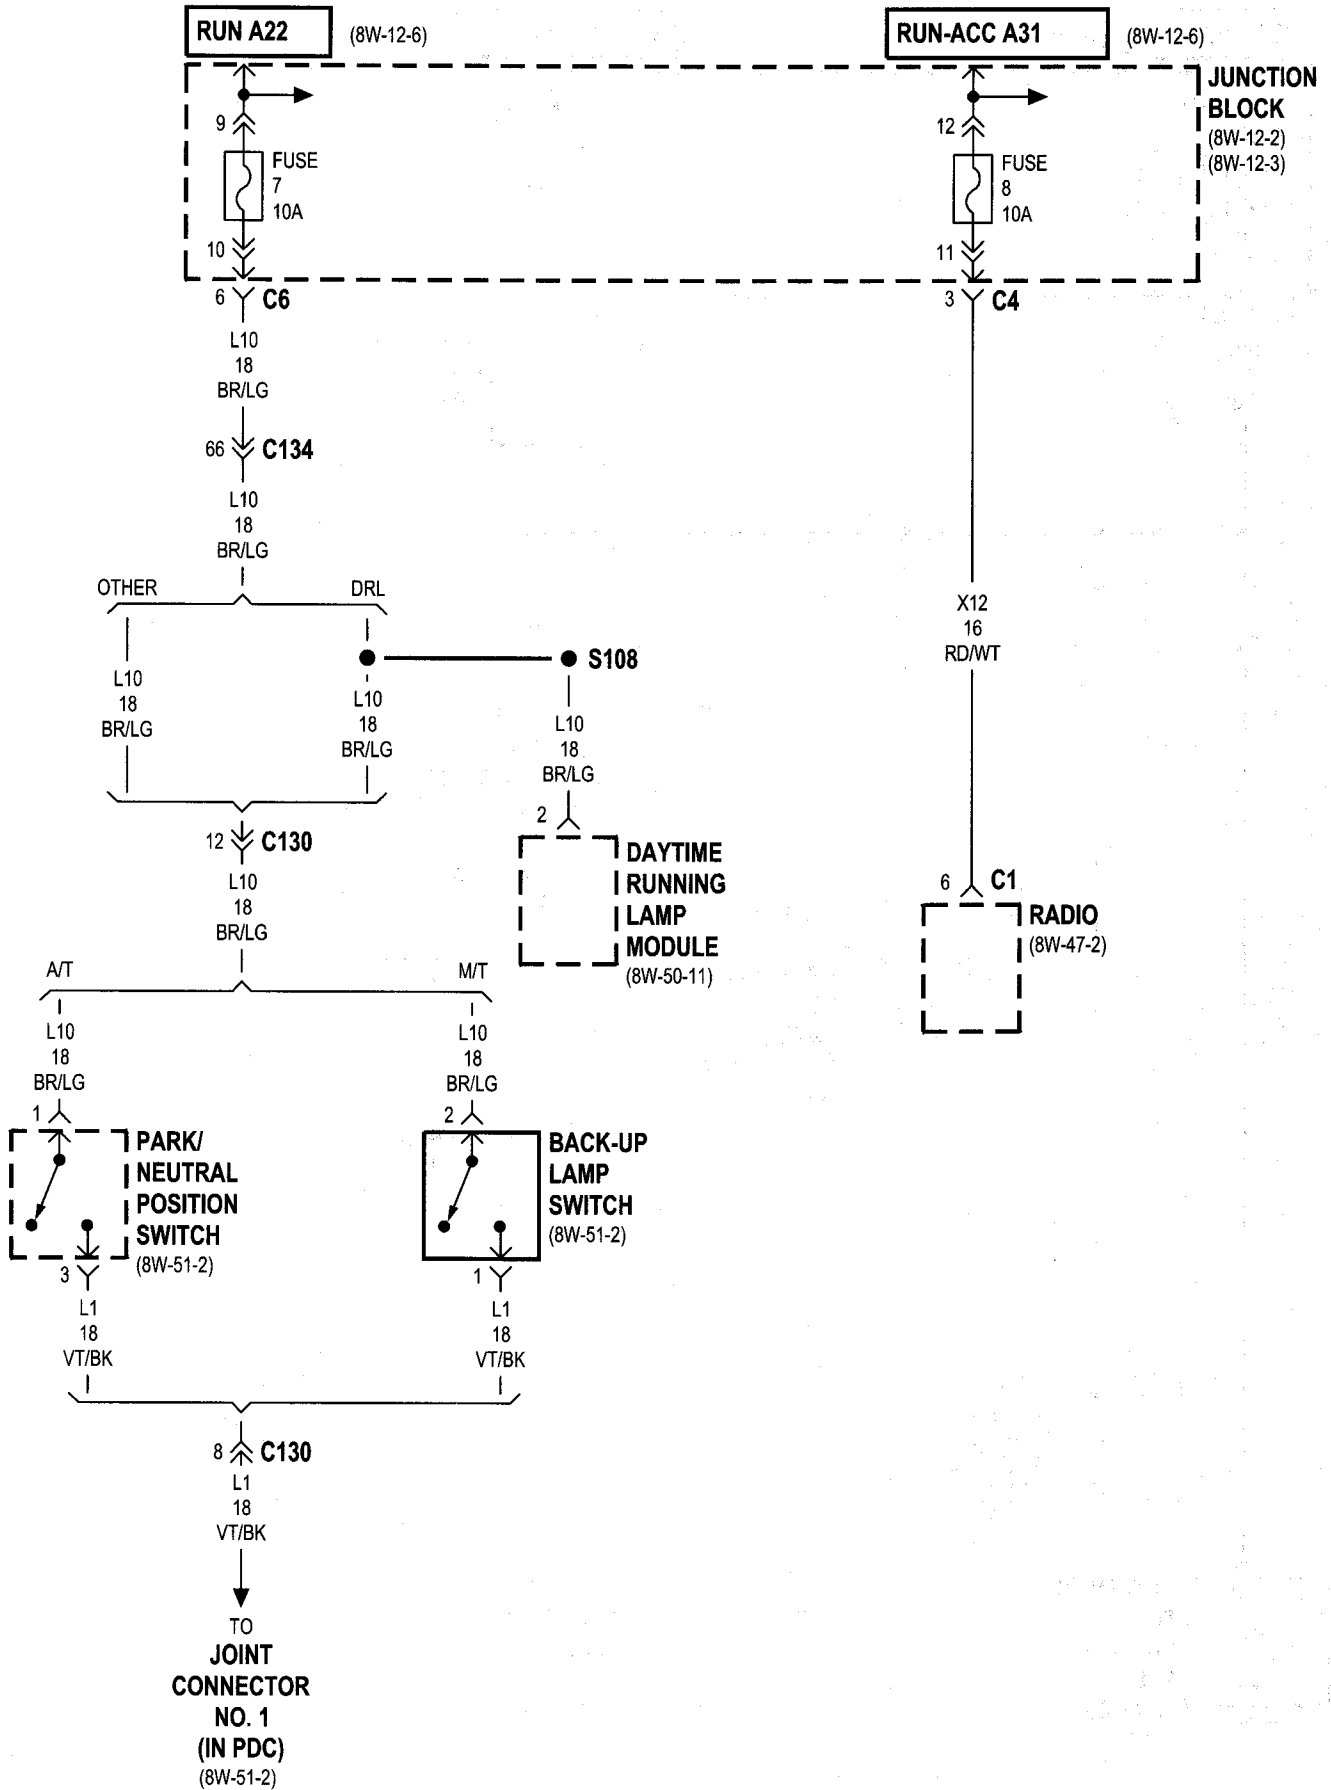 RUN A22
(8W-12-6)
RUN-ACC A31
(8W-12-6)
JUNCTION
BLOCK
(8W-12-2)
(8W-12-3)
9
FUSE
7
10A
10
6
C6
12
FUSE
8
10A
11
3
C4
L10
18
BR/LG
66
C134
L10
18
BR/LG
OTHER
DRL
S108
L10
18
BR/LG
L10
18
BR/LG
L10
18
BR/LG
X12
16
RD/WT
12
C130
2
DAYTIME
RUNNING
LAMP
MODULE
(8W-50-11)
6
C1
RADIO
(8W-47-2)
L10
18
BR/LG
A/T
M/T
L10
18
BR/LG
L10
18
BR/LG
1
PARK/
NEUTRAL
POSITION
SWITCH
(8W-51-2)
3
2
BACK-UP
LAMP
SWITCH
(8W-51-2)
1
L1
18
VT/BK
L1
18
VT/BK
8
C130
L1
18
VT/BK
TO
JOINT
CONNECTOR
NO. 1
(IN PDC)
(8W-51-2)